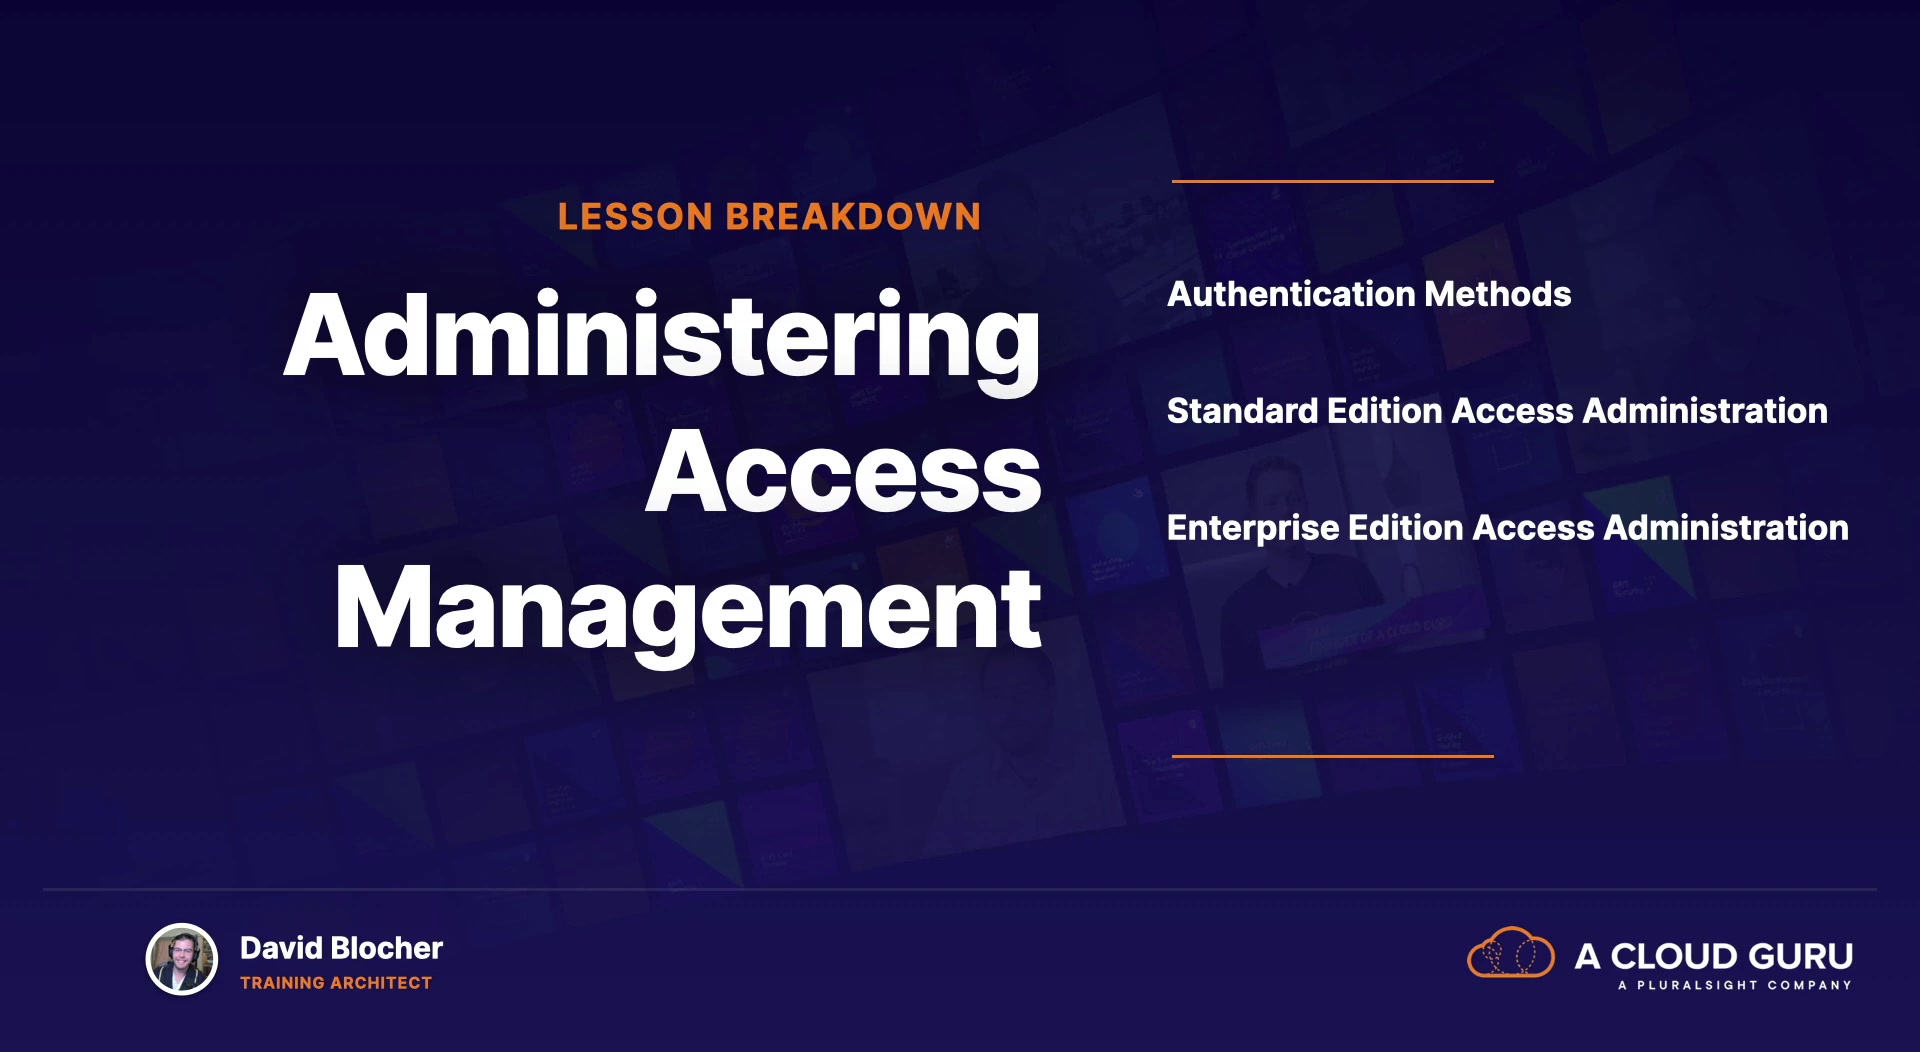 LESSON BREAKDOWN
Administering
Access
Management
Authentication Methods
Standard Edition Access Administration
Enterprise Edition Access Administration
David Blocher
TRAINING ARCHITECT
A CLOUD GURU
A PLURALSIGHT COMPANY